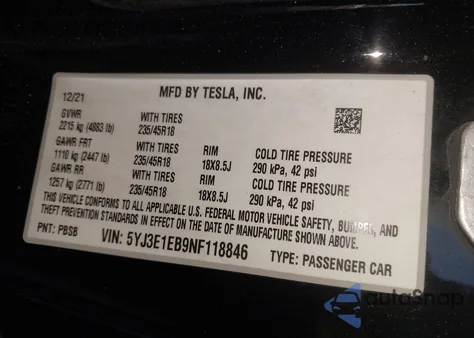 MFD BY TESLA, INC.
12/21
GVWR
2215 kg (4883 lb) WITH TIRES 235/45R18
GAWR FRT WITH TIRES RIM COLD TIRE PRESSURE
1110 kg (2447 lb) 235/45R18 18X8.5J 290 kPa, 42 psi
GAWR RR WITH TIRES RIM COLD TIRE PRESSURE
1257 kg (2771 lb) 235/45R18 18X8.5J 290 kPa, 42 psi
THIS VEHICLE CONFORMS TO ALL APPLICABLE U.S. FEDERAL MOTOR VEHICLE SAFETY, BUMPER, AND
THEFT PREVENTION STANDARDS IN EFFECT ON THE DATE OF MANUFACTURE SHOWN ABOVE.
PNT: PBSB VIN: 5YJ3E1EB9NF118846 TYPE: PASSENGER CAR
autoSnap